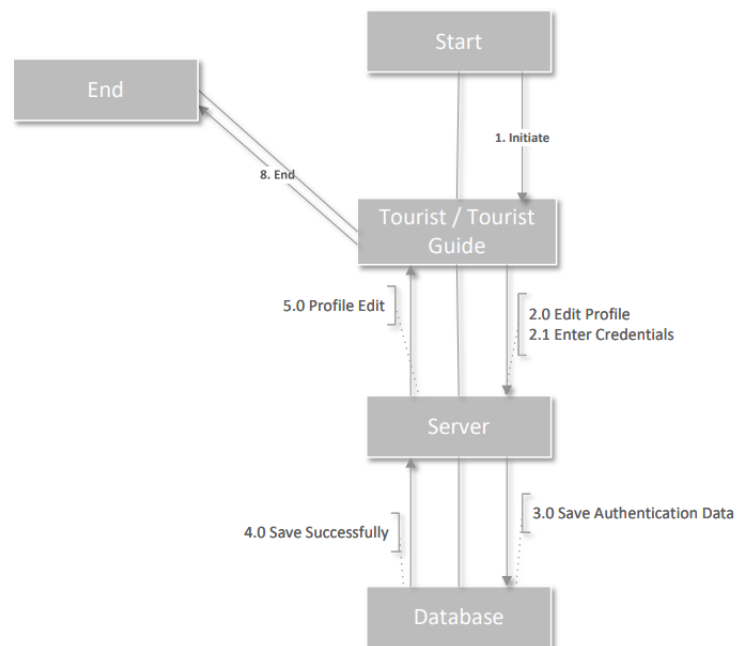 Start
End
1. Initiate
8. End
Tourist / Tourist
Guide
5.0 Profile Edit
2.0 Edit Profile
2.1 Enter Credentials
Server
3.0 Save Authentication Data
4.0 Save Successfully
Database